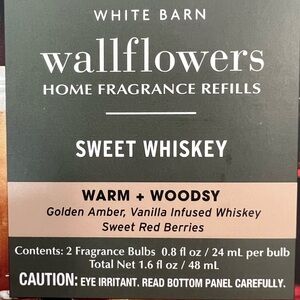 WHITE BARN
wallflowers
HOME FRAGRANCE REFILLS
SWEET WHISKEY
WARM + WOODSY
Golden Amber, Vanilla Infused Whiskey
Sweet Red Berries
Contents: 2 Fragrance Bulbs 0.8 fl oz / 24 mL per bulb
Total Net 1.6 fl oz / 48 mL
CAUTION: EYE IRRITANT. READ BOTTOM PANEL CAREFULLY.